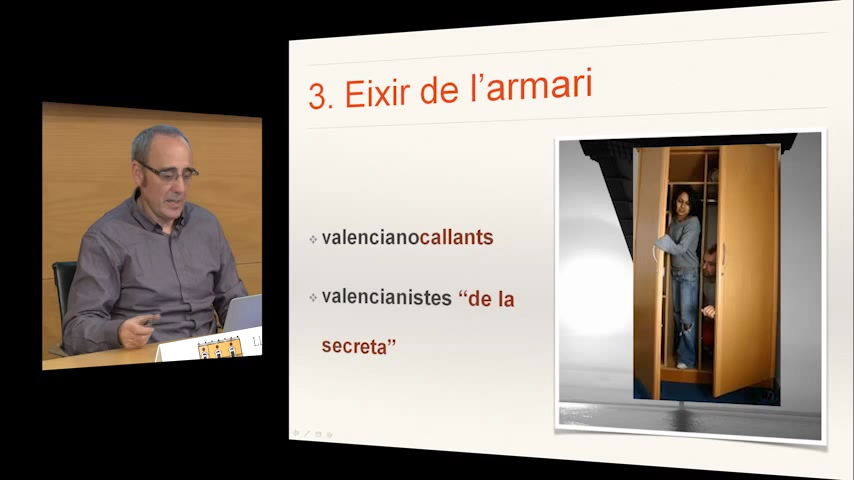 3. Eixir de l’armari
valencianocallants
valencianistes “de la
secreta”